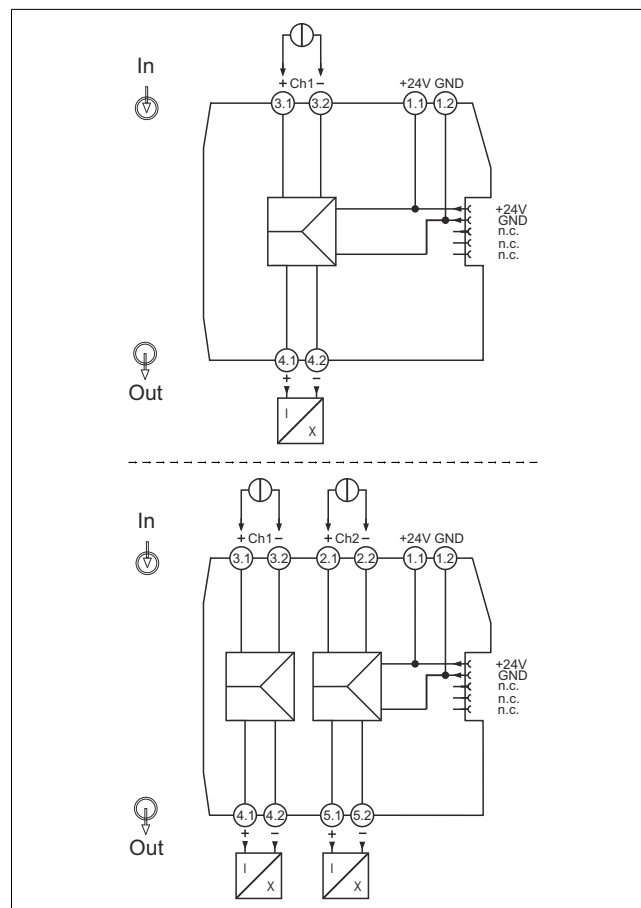 In
+ Ch1 −
+24V GND
3.1
3.2
1.1
1.2
+24V
GND
n.c.
n.c.
n.c.
4.1
4.2
+
−
Out
I
X
In
+ Ch1 −
+ Ch2 −
+24V GND
3.1
3.2
2.1
2.2
1.1
1.2
+24V
GND
n.c.
n.c.
n.c.
4.1
4.2
5.1
5.2
+
−
+
−
Out
I
X
I
X